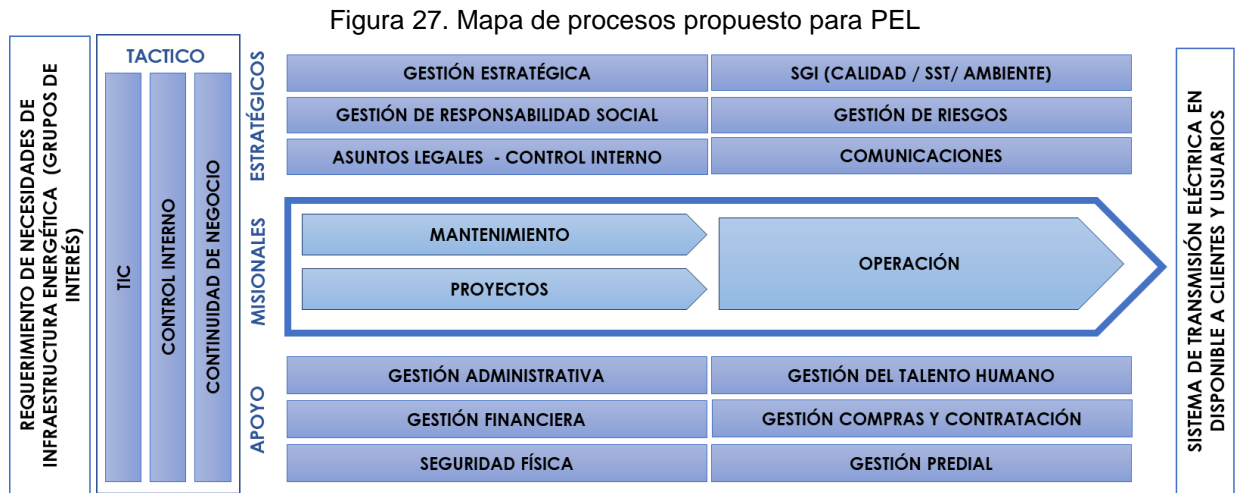 Figura 27. Mapa de procesos propuesto para PEL
REQUERIMIENTO DE NECESIDADES DE
INFRAESTRUCTURA ENERGÉTICA (GRUPOS DE
INTERÉS)
TACTICO
TIC
CONTROL INTERNO
CONTINUIDAD DE NEGOCIO
ESTRATÉGICOS
GESTIÓN ESTRATÉGICA
SGI (CALIDAD / SST/ AMBIENTE)
GESTIÓN DE RESPONSABILIDAD SOCIAL
GESTIÓN DE RIESGOS
ASUNTOS LEGALES - CONTROL INTERNO
COMUNICACIONES
MISIONALES
MANTENIMIENTO
PROYECTOS
OPERACIÓN
APOYO
GESTIÓN ADMINISTRATIVA
GESTIÓN DEL TALENTO HUMANO
GESTIÓN FINANCIERA
GESTIÓN COMPRAS Y CONTRATACIÓN
SEGURIDAD FÍSICA
GESTIÓN PREDIAL
SISTEMA DE TRANSMISIÓN ELÉCTRICA EN
DISPONIBLE A CLIENTES Y USUARIOS